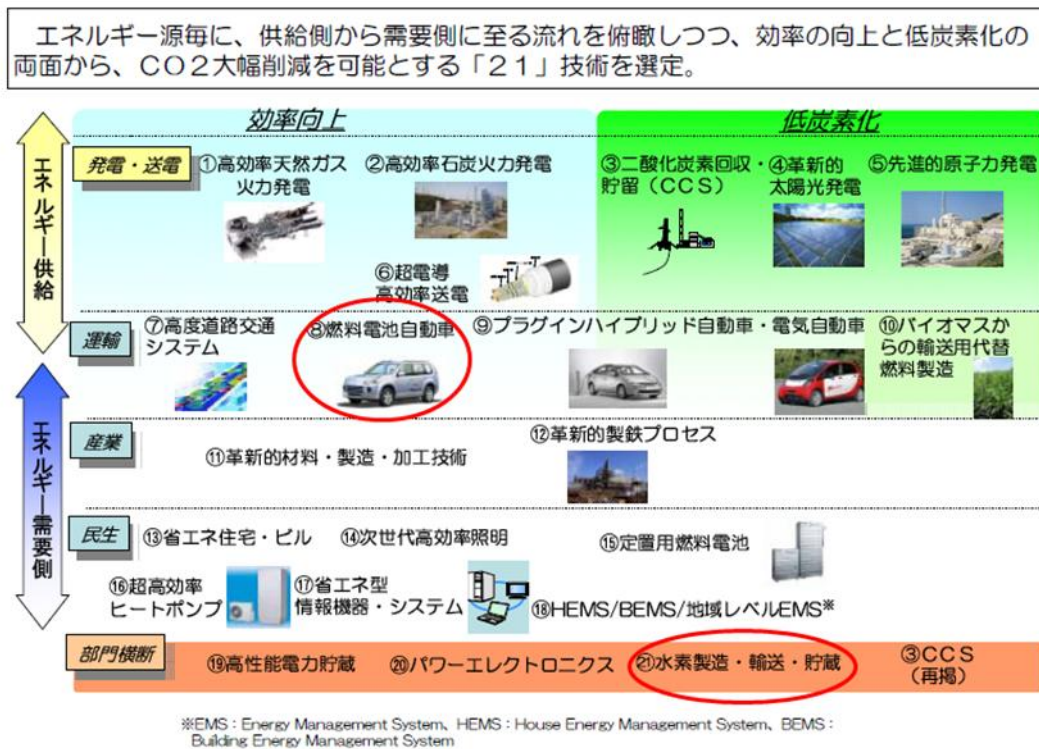 エネルギー源毎に、供給側から需要側に至る流れを俯瞰しつつ、効率の向上と低炭素化の
両面から、CO2大幅削減を可能とする「21」技術を選定。
効率向上
低炭素化
エネルギー供給
発電・送電
①高効率天然ガス
火力発電
②高効率石炭火力発電
③二酸化炭素回収・
貯留（CCS）
④革新的
太陽光発電
⑤先進的原子力発電
⑥超電導
高効率送電
運輸
⑦高度道路交通
システム
⑧燃料電池自動車
⑨プラグインハイブリッド自動車・電気自動車
⑩バイオマスか
らの輸送用代替
燃料製造
エネルギー需要側
産業
⑪革新的材料・製造・加工技術
⑫革新的製鉄プロセス
民生
⑬省エネ住宅・ビル
⑭次世代高効率照明
⑮定置用燃料電池
⑯超高効率
ヒートポンプ
⑰省エネ型
情報機器・システム
⑱HEMS/BEMS/地域レベルEMS※
部門横断
⑲高性能電力貯蔵
⑳パワーエレクトロニクス
㉑水素製造・輸送・貯蔵
③CCS
（再掲）
※EMS：Energy Management System、HEMS：House Energy Management System、BEMS：
Building Energy Management System